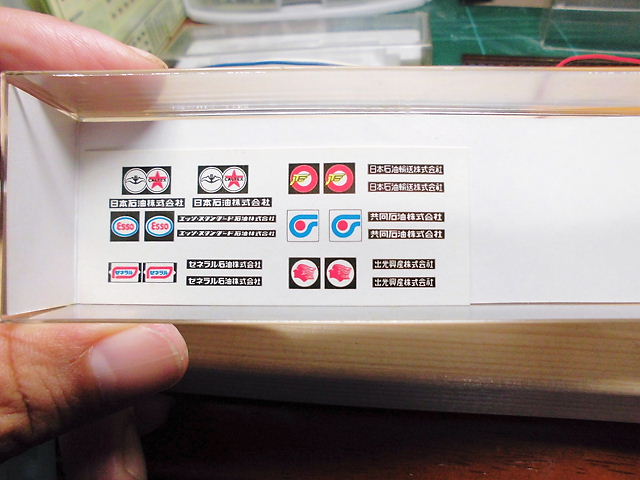 CALTEX CALTEX
日本石油株式会社 日本石油株式会社
Esso Esso
エッソ・スタンダード石油株式会社
エッソ・スタンダード石油株式会社
ゼネラル ゼネラル
ゼネラル石油株式会社
ゼネラル石油株式会社
日本石油輸送株式会社
日本石油輸送株式会社
共同石油株式会社
共同石油株式会社
出光興産株式会社
出光興産株式会社